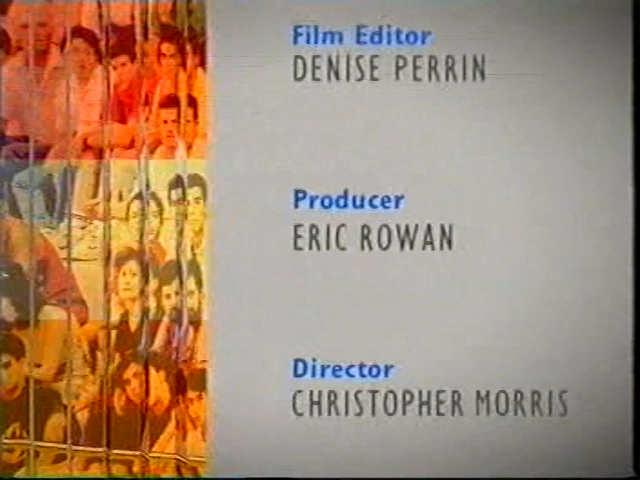 Film Editor
DENISE PERRIN
Producer
ERIC ROWAN
Director
CHRISTOPHER MORRIS